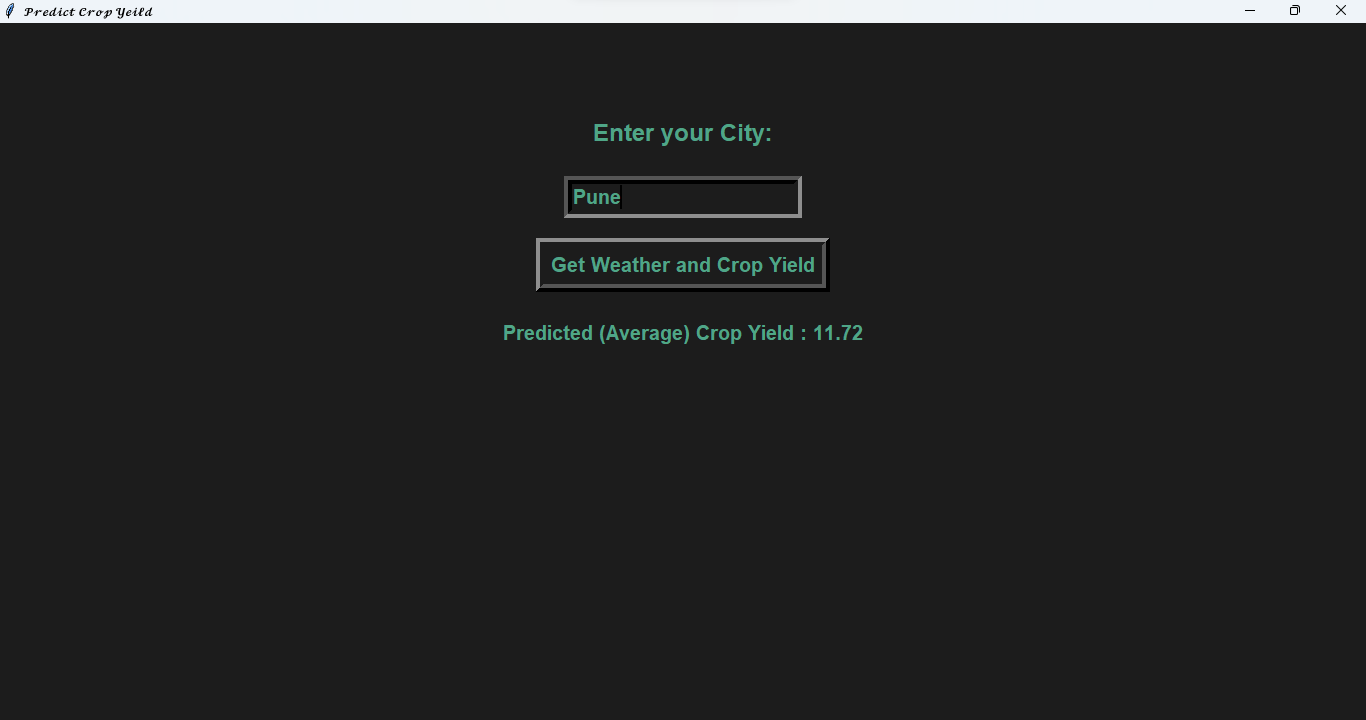 Predict Crop Yeild
Enter your City:
Pune
Get Weather and Crop Yield
Predicted (Average) Crop Yield : 11.72